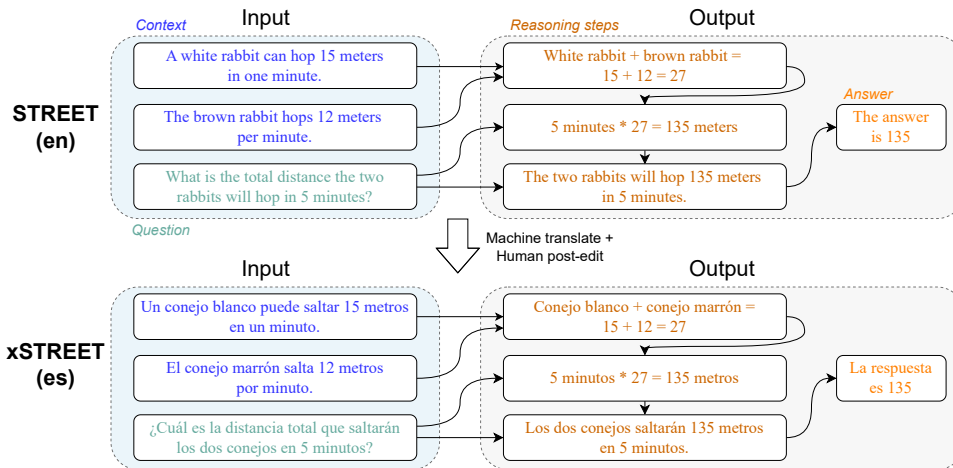 Input
Output
Context
Reasoning steps
A white rabbit can hop 15 meters
in one minute.
White rabbit + brown rabbit =
15 + 12 = 27
STREET
(en)
The brown rabbit hops 12 meters
per minute.
5 minutes * 27 = 135 meters
Answer
The answer
is 135
What is the total distance the two
rabbits will hop in 5 minutes?
The two rabbits will hop 135 meters
in 5 minutes.
Question
Machine translate +
Human post-edit
Input
Output
Un conejo blanco puede saltar 15 metros
en un minuto.
Conejo blanco + conejo marrón =
15 + 12 = 27
xSTREET
(es)
El conejo marrón salta 12 metros
por minuto.
5 minutos * 27 = 135 metros
La respuesta
es 135
¿Cuál es la distancia total que saltarán
los dos conejos en 5 minutos?
Los dos conejos saltarán 135 metros
en 5 minutos.